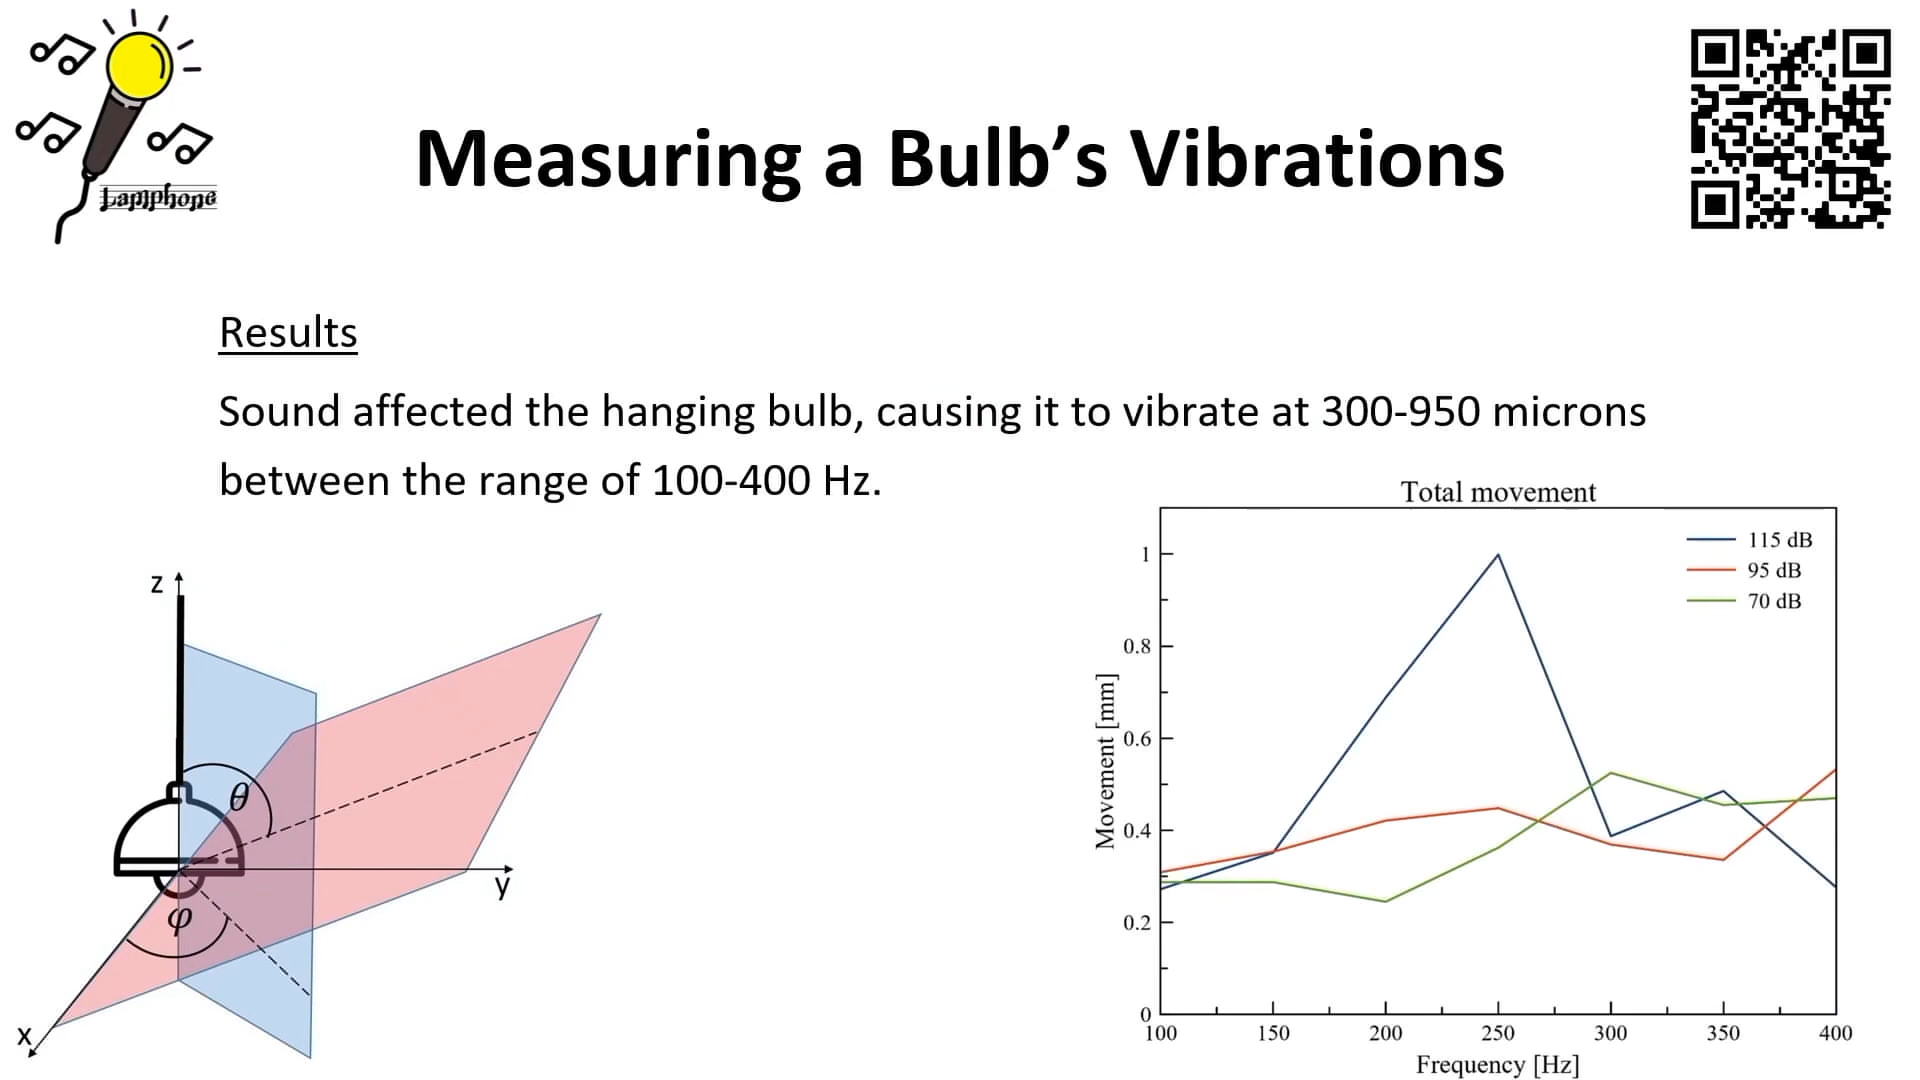 Lamphone
Measuring a Bulb’s Vibrations
Results
Sound affected the hanging bulb, causing it to vibrate at 300-950 microns
between the range of 100-400 Hz.
z
θ
y
φ
x
Total movement
115 dB
95 dB
70 dB
Movement [mm]
1
0.8
0.6
0.4
0.2
0
100 150 200 250 300 350 400
Frequency [Hz]